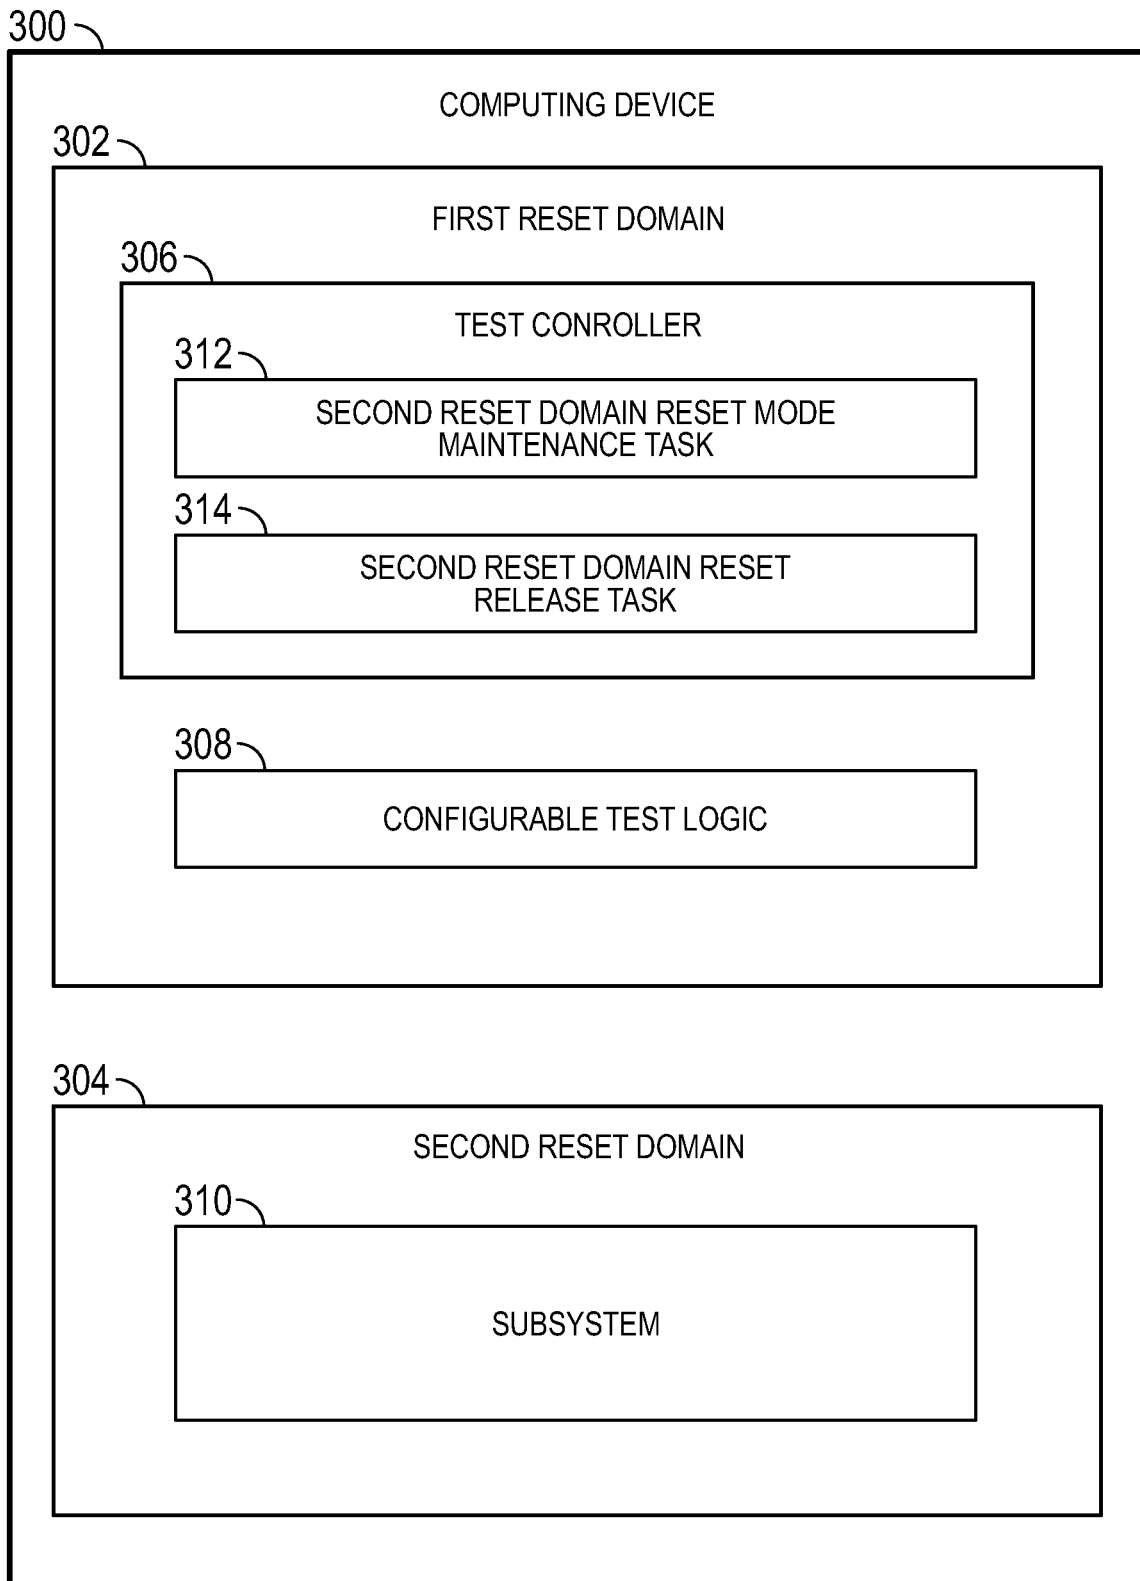 300
COMPUTING DEVICE
302
FIRST RESET DOMAIN
306
TEST CONROLLER
312
SECOND RESET DOMAIN RESET MODE
MAINTENANCE TASK
314
SECOND RESET DOMAIN RESET
RELEASE TASK
308
CONFIGURABLE TEST LOGIC
304
SECOND RESET DOMAIN
310
SUBSYSTEM